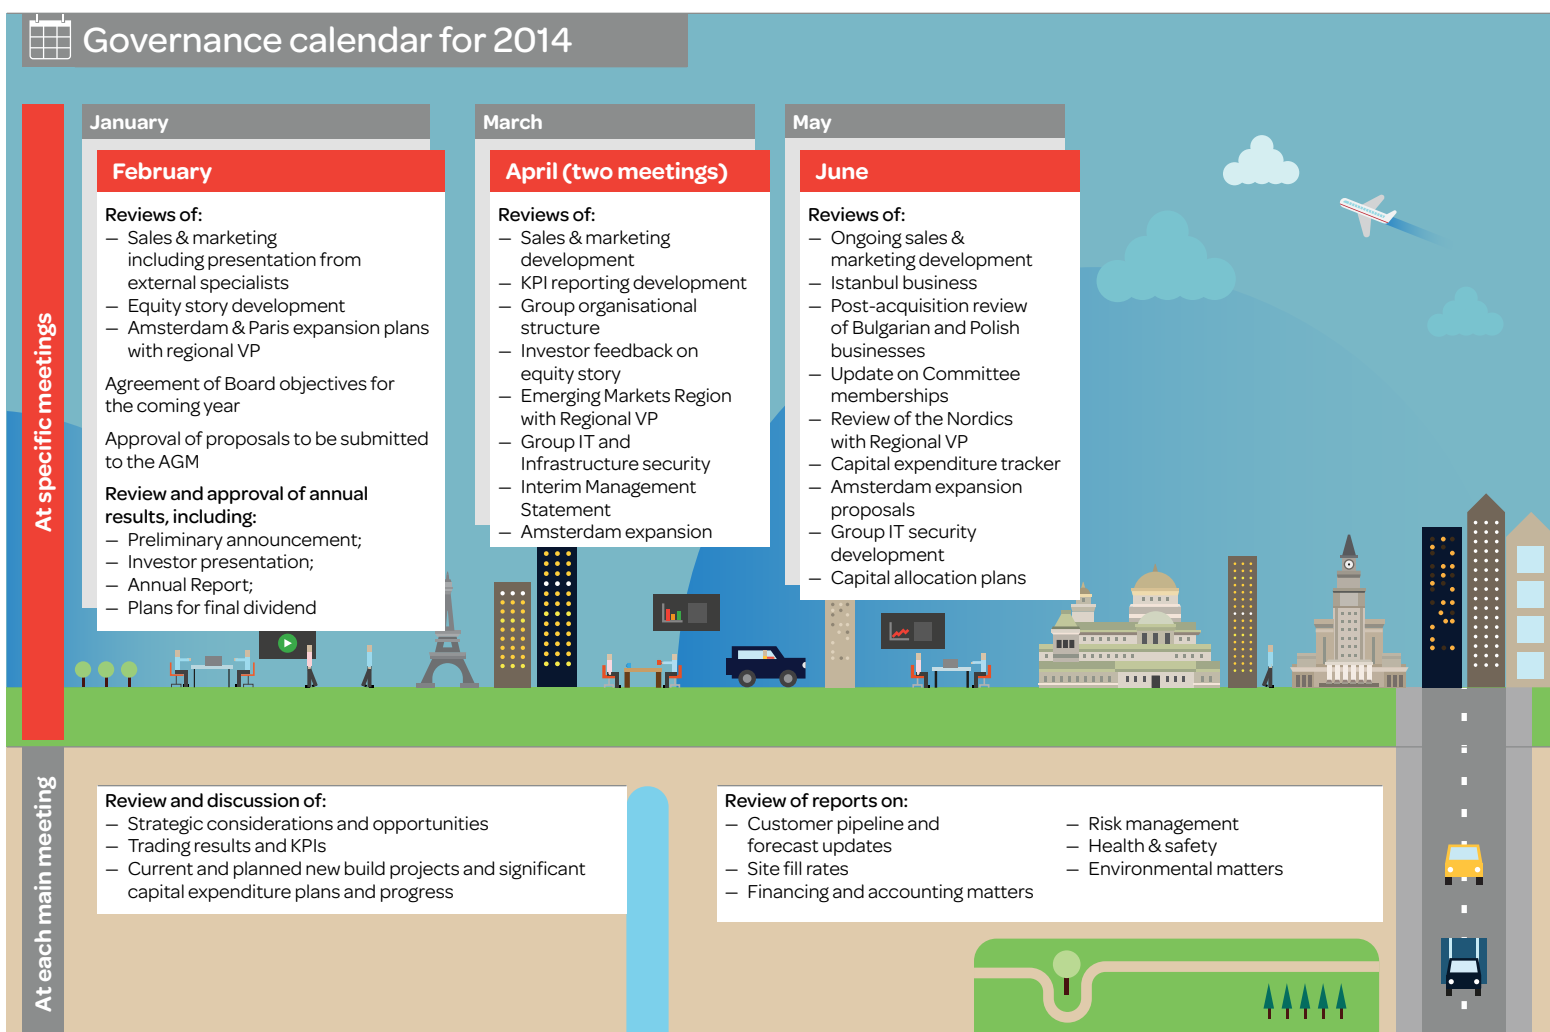 Governance calendar for 2014
At specific meetings
January
February
Reviews of:
— Sales & marketing
including presentation from
external specialists
— Equity story development
— Amsterdam & Paris expansion plans
with regional VP
Agreement of Board objectives for
the coming year
Approval of proposals to be submitted
to the AGM
Review and approval of annual
results, including:
— Preliminary announcement;
— Investor presentation;
— Annual Report;
— Plans for final dividend
March
April (two meetings)
Reviews of:
— Sales & marketing
development
— KPI reporting development
— Group organisational
structure
— Investor feedback on
equity story
— Emerging Markets Region
with Regional VP
— Group IT and
Infrastructure security
— Interim Management
Statement
— Amsterdam expansion
May
June
Reviews of:
— Ongoing sales &
marketing development
— Istanbul business
— Post-acquisition review
of Bulgarian and Polish
businesses
— Update on Committee
memberships
— Review of the Nordics
with Regional VP
— Capital expenditure tracker
— Amsterdam expansion
proposals
— Group IT security
development
— Capital allocation plans
At each main meeting
Review and discussion of:
— Strategic considerations and opportunities
— Trading results and KPIs
— Current and planned new build projects and significant
capital expenditure plans and progress
Review of reports on:
— Customer pipeline and
forecast updates
— Site fill rates
— Financing and accounting matters
— Risk management
— Health & safety
— Environmental matters